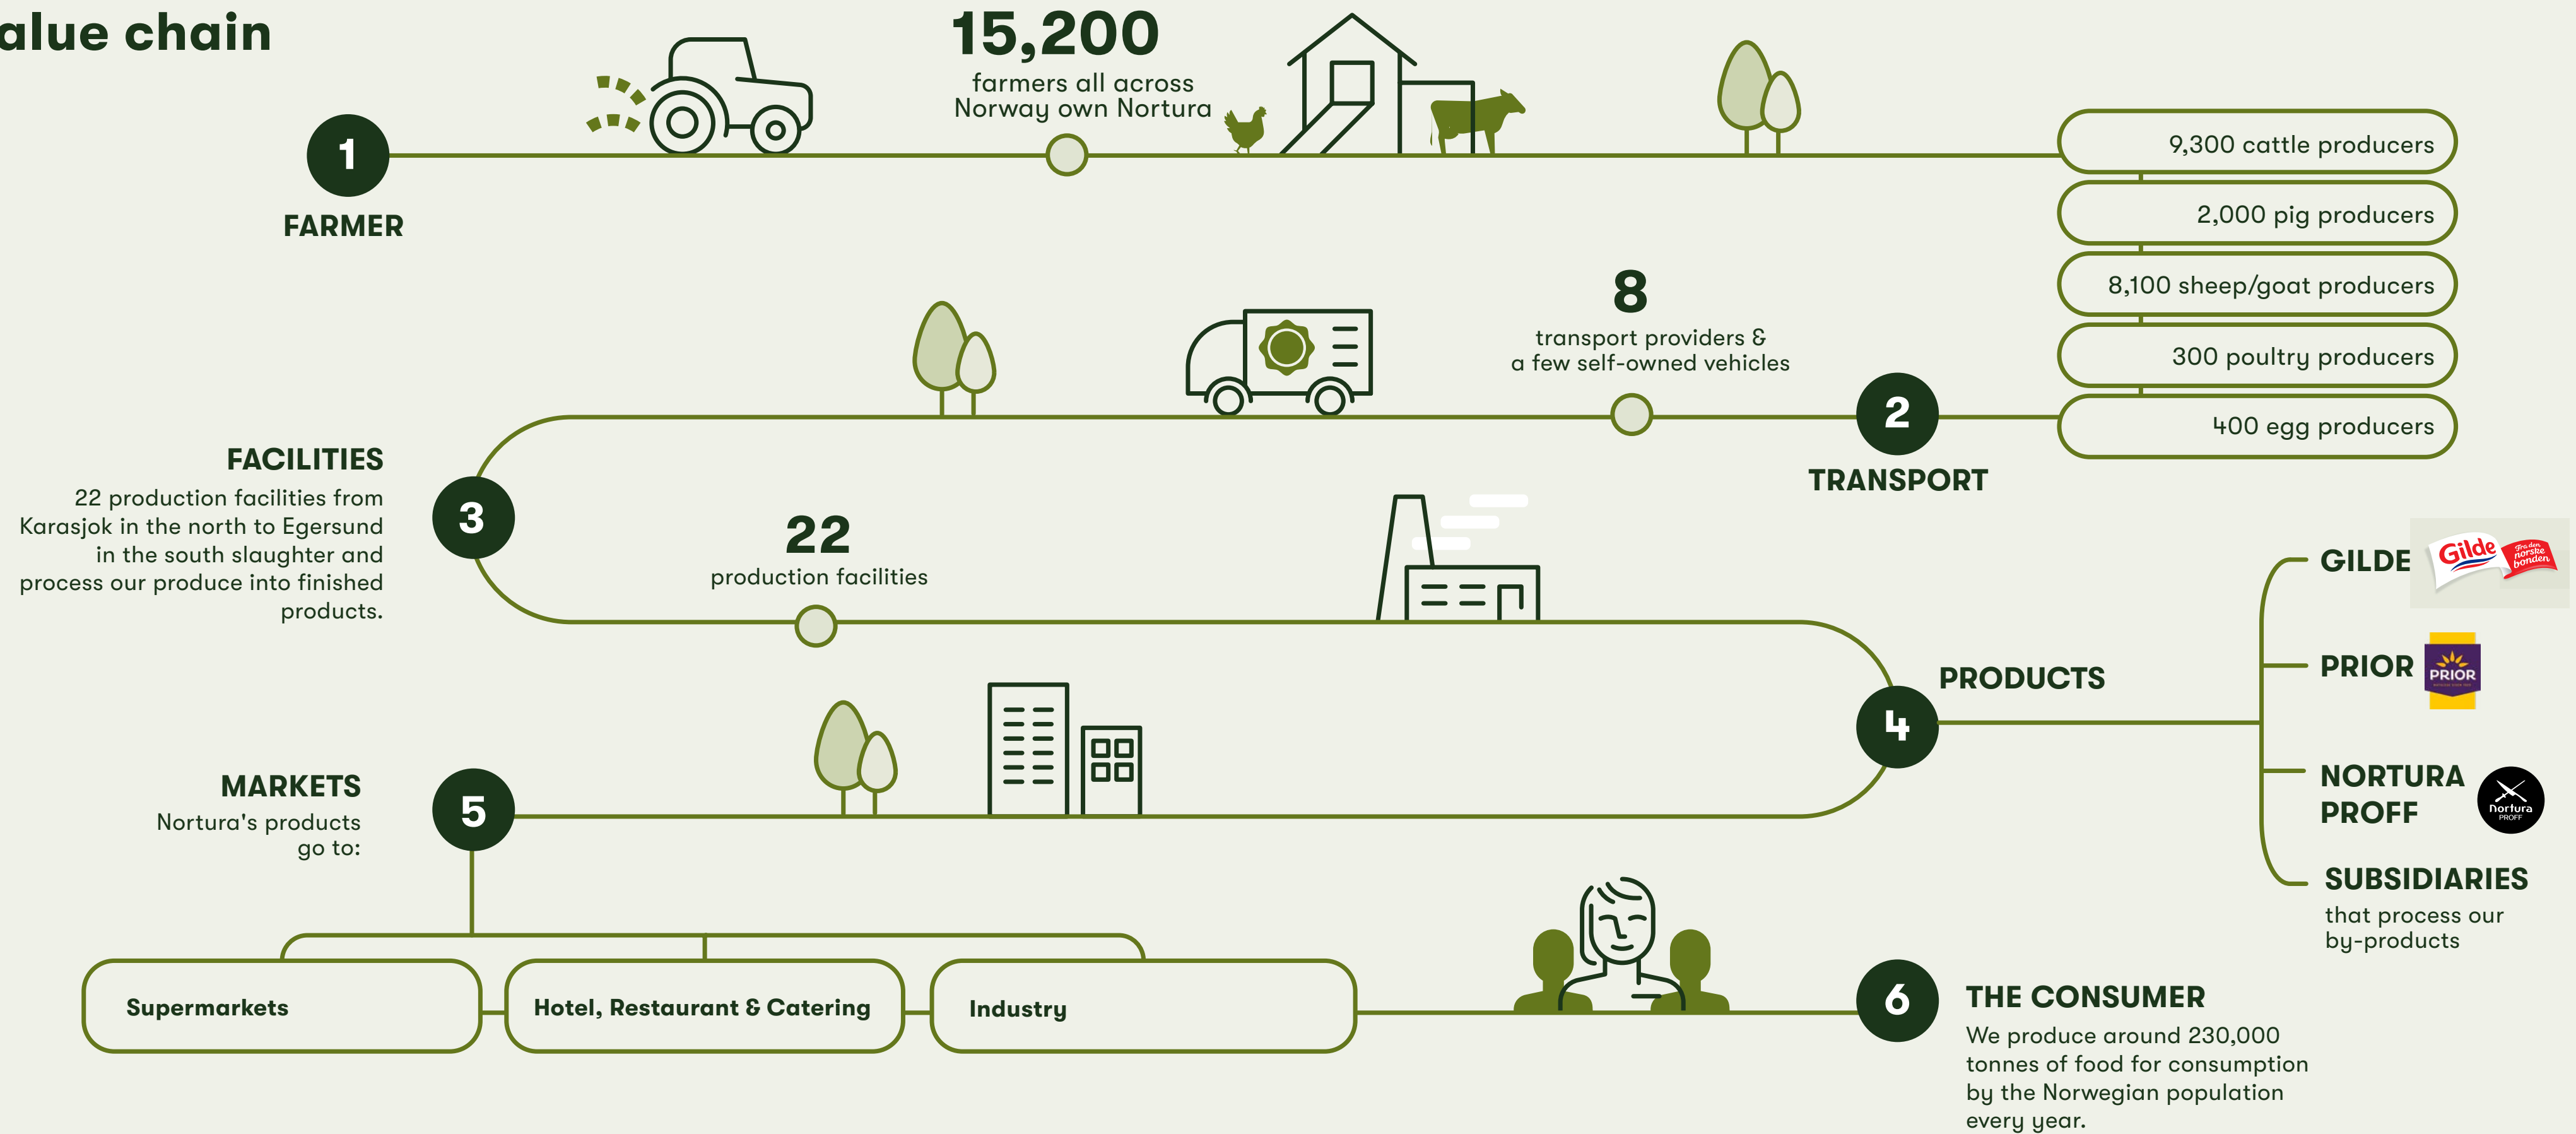 alue chain
15,200
farmers all across
Norway own Nortura
1
FARMER
9,300 cattle producers
2,000 pig producers
8,100 sheep/goat producers
300 poultry producers
400 egg producers
8
transport providers &
a few self-owned vehicles
2
TRANSPORT
FACILITIES
22 production facilities from
Karasjok in the north to Egersund
in the south slaughter and
process our produce into finished
products.
3
22
production facilities
4
PRODUCTS
GILDE
Gilde
Fra den
norske
bonden
PRIOR
PRIOR
NORTURA
PROFF
nortura
PROFF
SUBSIDIARIES
that process our
by-products
MARKETS
Nortura's products
go to:
5
Supermarkets
Hotel, Restaurant & Catering
Industry
6
THE CONSUMER
We produce around 230,000
tonnes of food for consumption
by the Norwegian population
every year.